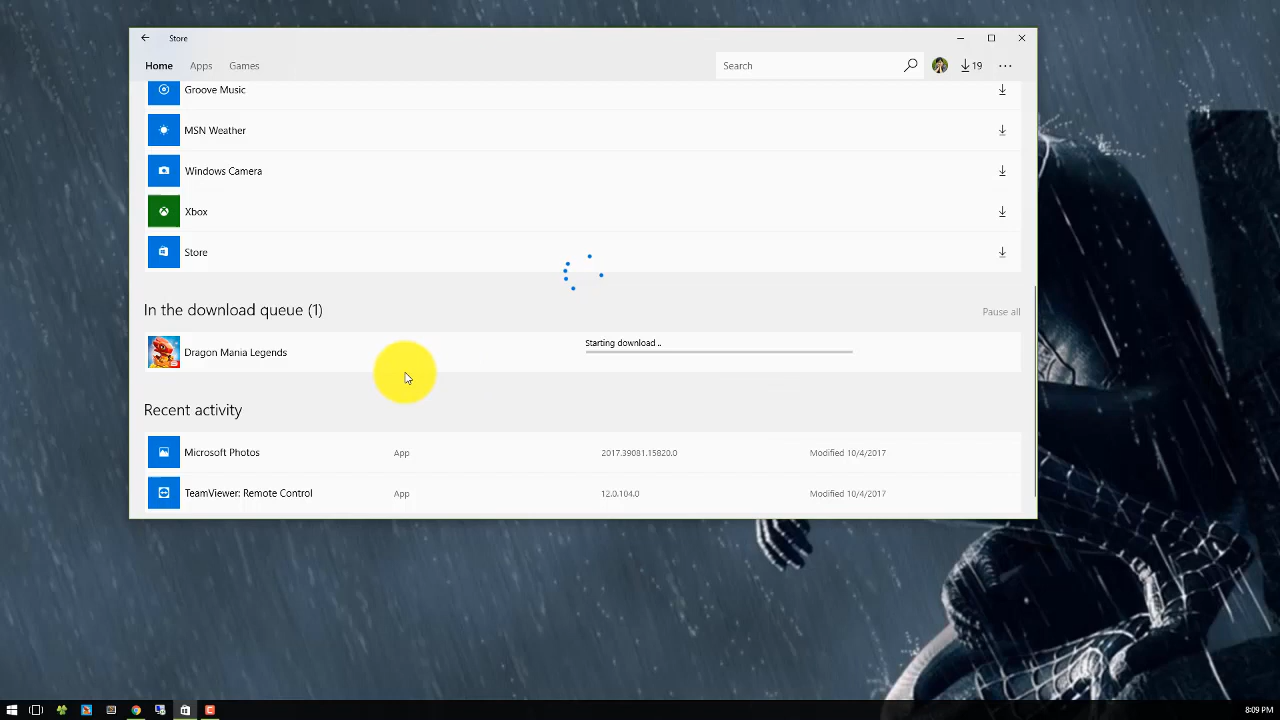 Store
Home Apps Games Search 19
Groove Music
MSN Weather
Windows Camera
Xbox
Store
In the download queue (1) Pause all
Dragon Mania Legends Starting download ..
Recent activity
Microsoft Photos App 2017.39081.15820.0 Modified 10/4/2017
TeamViewer: Remote Control App 12.0.104.0 Modified 10/4/2017
8:09 PM